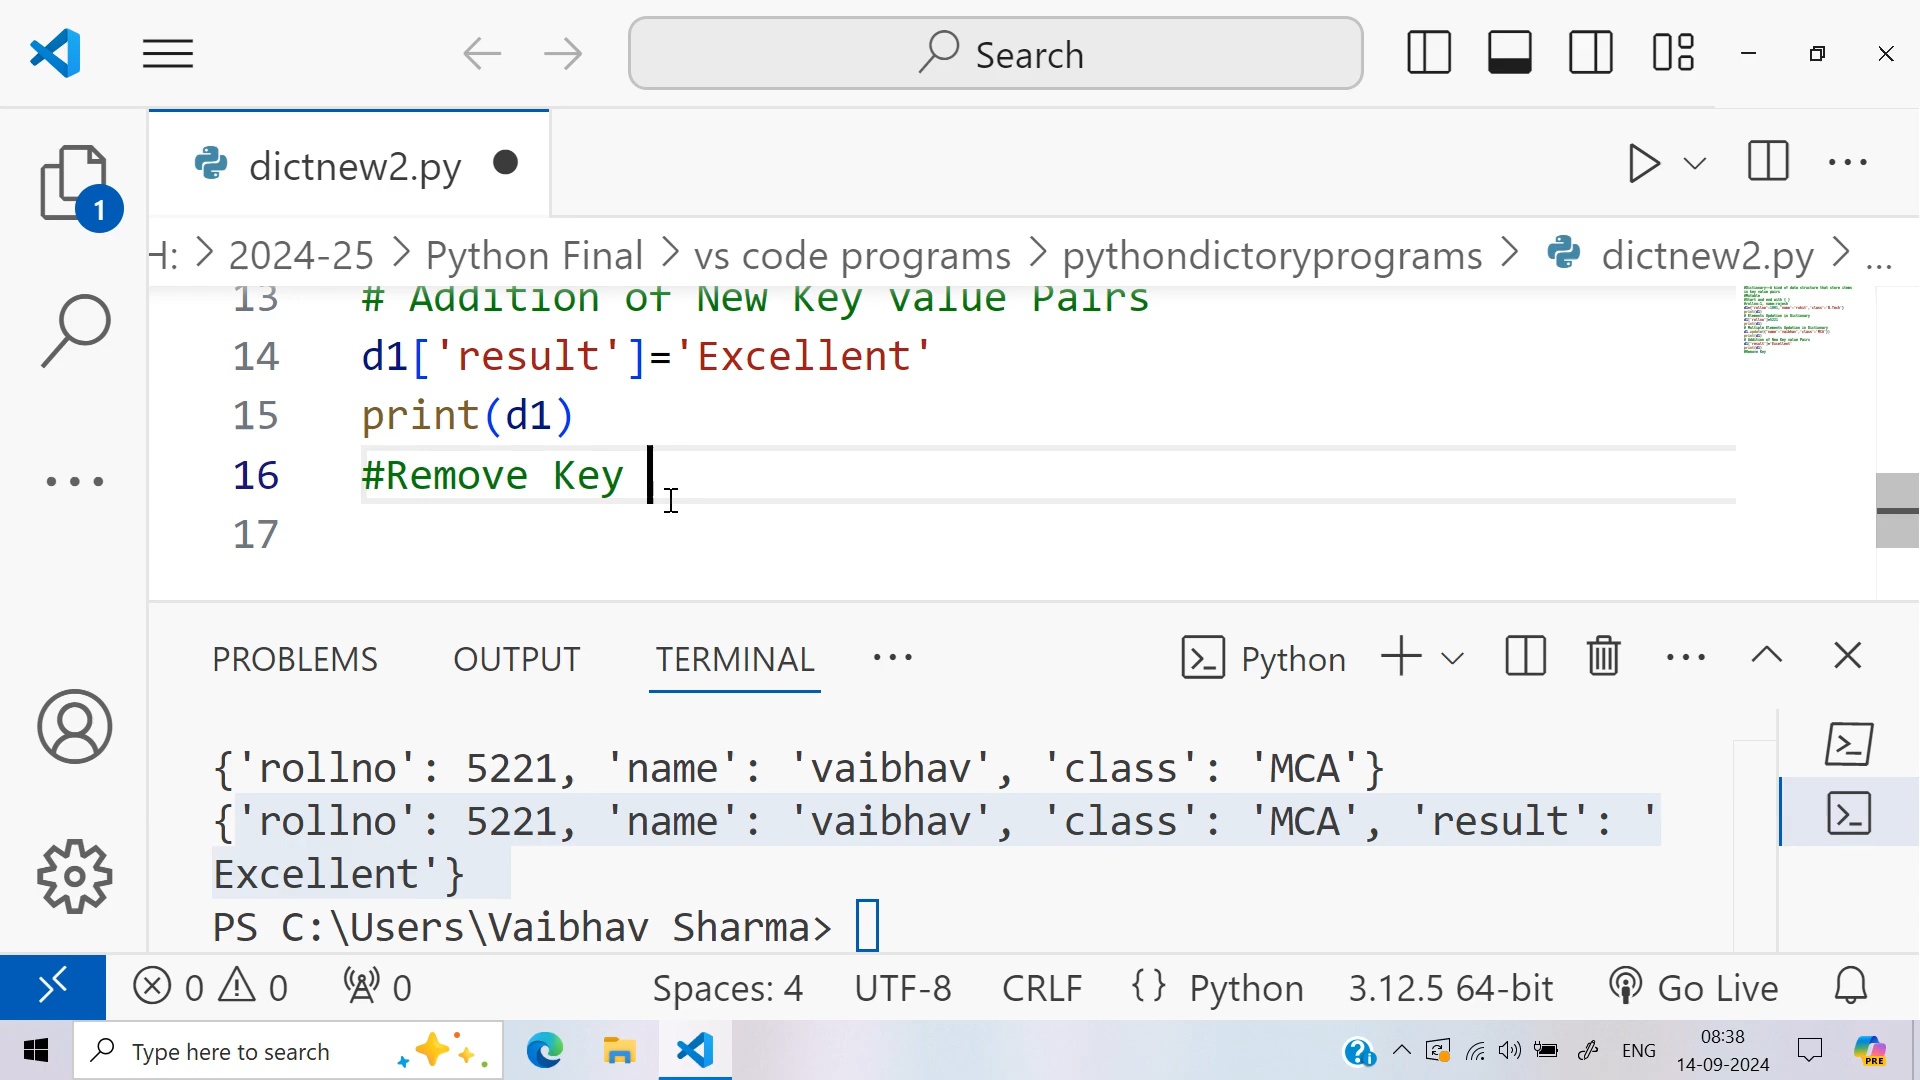 Search
dictnew2.py
1
H: > 2024-25 > Python Final > vs code programs > pythondictoryprograms > dictnew2.py > ...
13 # Addition of New Key value Pairs
14 d1['result']='Excellent'
15 print(d1)
16 #Remove Key
17
PROBLEMS OUTPUT TERMINAL ... Python
{'rollno': 5221, 'name': 'vaibhav', 'class': 'MCA'}
{'rollno': 5221, 'name': 'vaibhav', 'class': 'MCA', 'result': '
Excellent'}
PS C:\Users\Vaibhav Sharma>
0 0 0 Spaces: 4 UTF-8 CRLF {} Python 3.12.5 64-bit Go Live
Type here to search ENG 08:38
14-09-2024
PRE